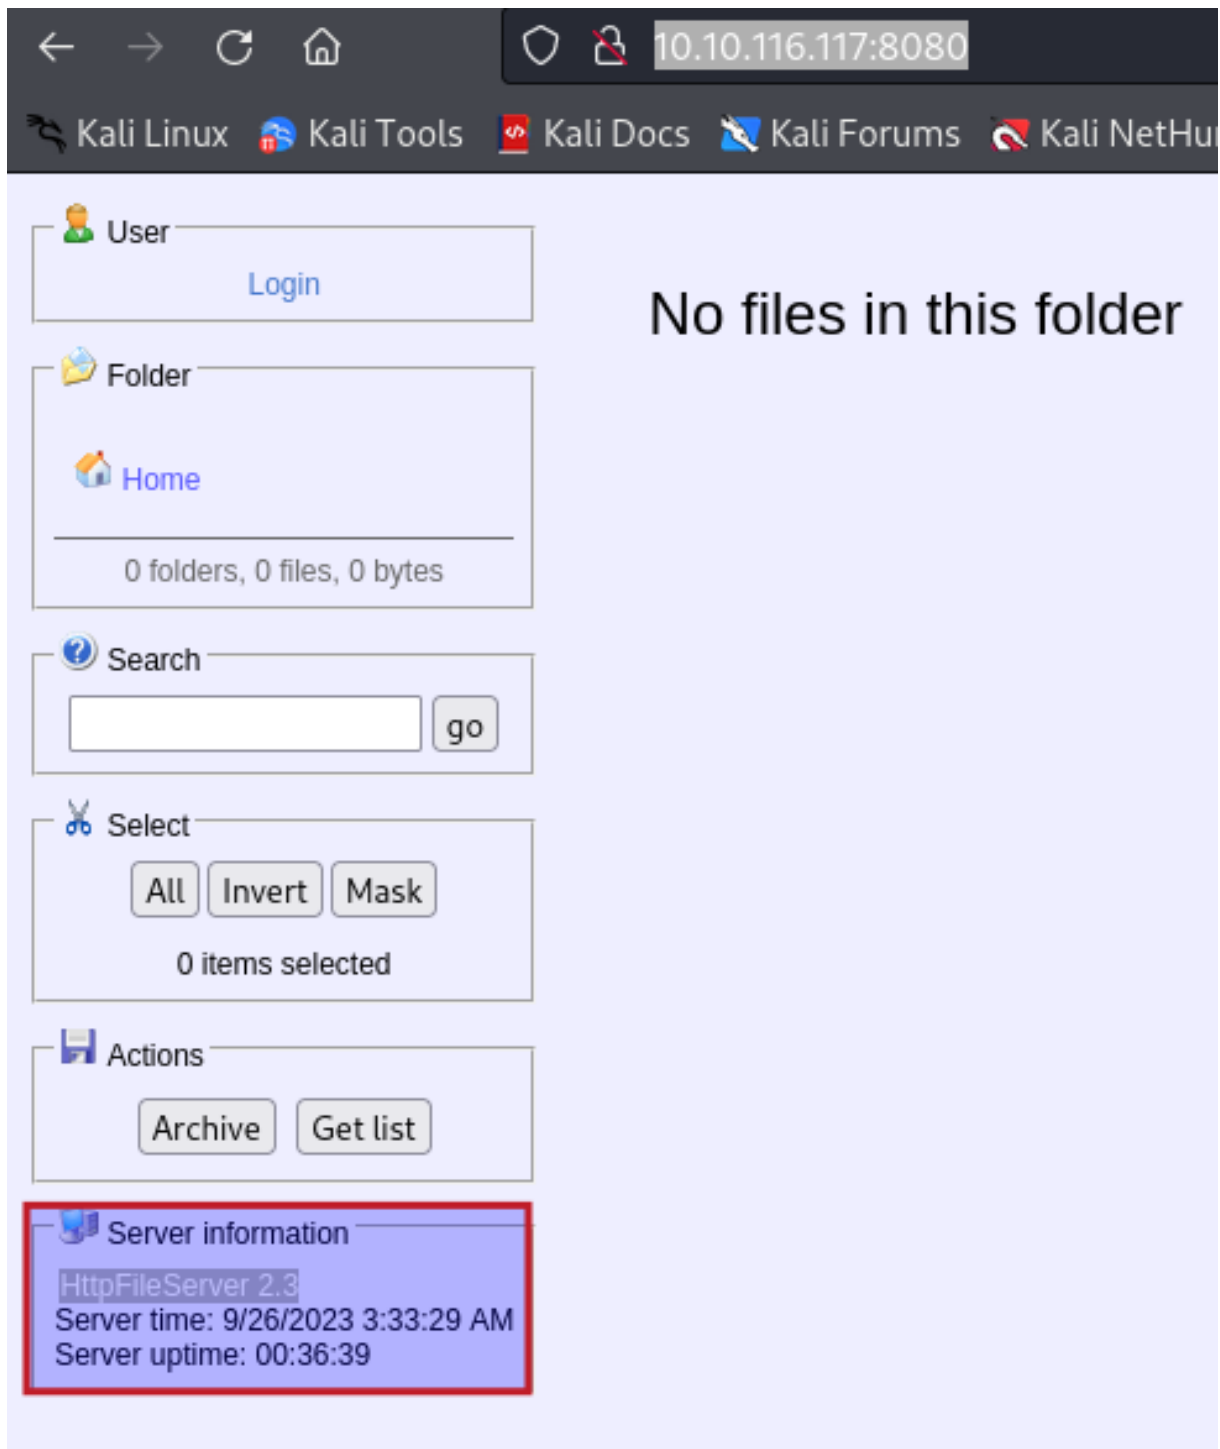 10.10.116.117:8080
Kali Linux Kali Tools Kali Docs Kali Forums Kali NetHu
User
Login
No files in this folder
Folder
Home
0 folders, 0 files, 0 bytes
Search
go
Select
All Invert Mask
0 items selected
Actions
Archive Get list
Server information
HttpFileServer 2.3
Server time: 9/26/2023 3:33:29 AM
Server uptime: 00:36:39